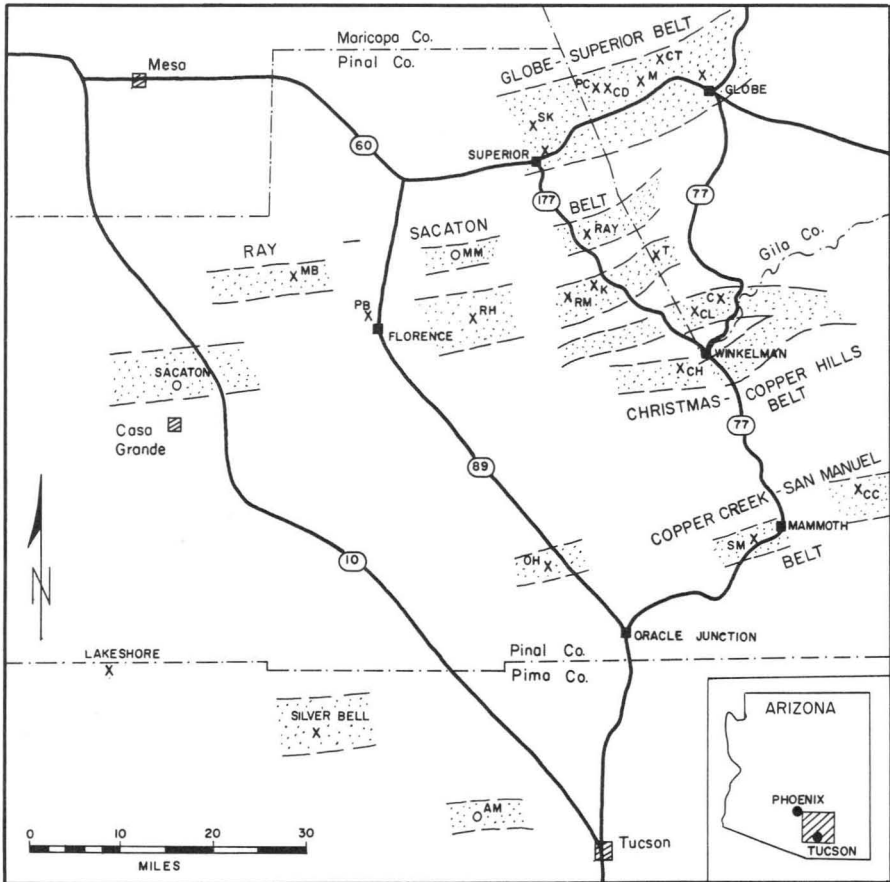 Maricopa Co.
Pinal Co.
Mesa
GLOBE-SUPERIOR BELT
CT
PC
CD
M
GLOBE
SK
SUPERIOR
60
177
77
BELT
SACATON
RAY
RAY
MM
MB
T
Gila Co.
PB
FLORENCE
RH
RM
K
C
CL
WINKELMAN
SACATON
CH
CHRISTMAS-COPPER HILLS
BELT
Casa
Grande
77
89
COPPER CREEK-SAN MANUEL
BELT
CC
MAMMOTH
SM
OH
10
N
ORACLE JUNCTION
LAKESHORE
Pinal Co.
Pima Co.
SILVER BELL
AM
Tucson
0 10 20 30
MILES
ARIZONA
PHOENIX
TUCSON